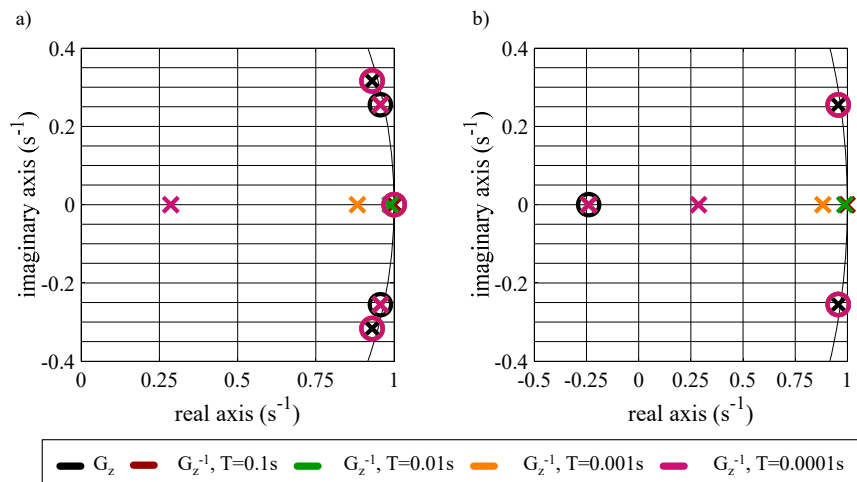 a)
b)
0.4
0.2
0
-0.2
-0.4
imaginary axis (s⁻¹)
0
0.25
0.5
0.75
1
real axis (s⁻¹)
0.4
0.2
0
-0.2
-0.4
imaginary axis (s⁻¹)
-0.5
-0.25
0
0.25
0.5
0.75
1
real axis (s⁻¹)
G_z
G_z⁻¹, T=0.1s
G_z⁻¹, T=0.01s
G_z⁻¹, T=0.001s
G_z⁻¹, T=0.0001s